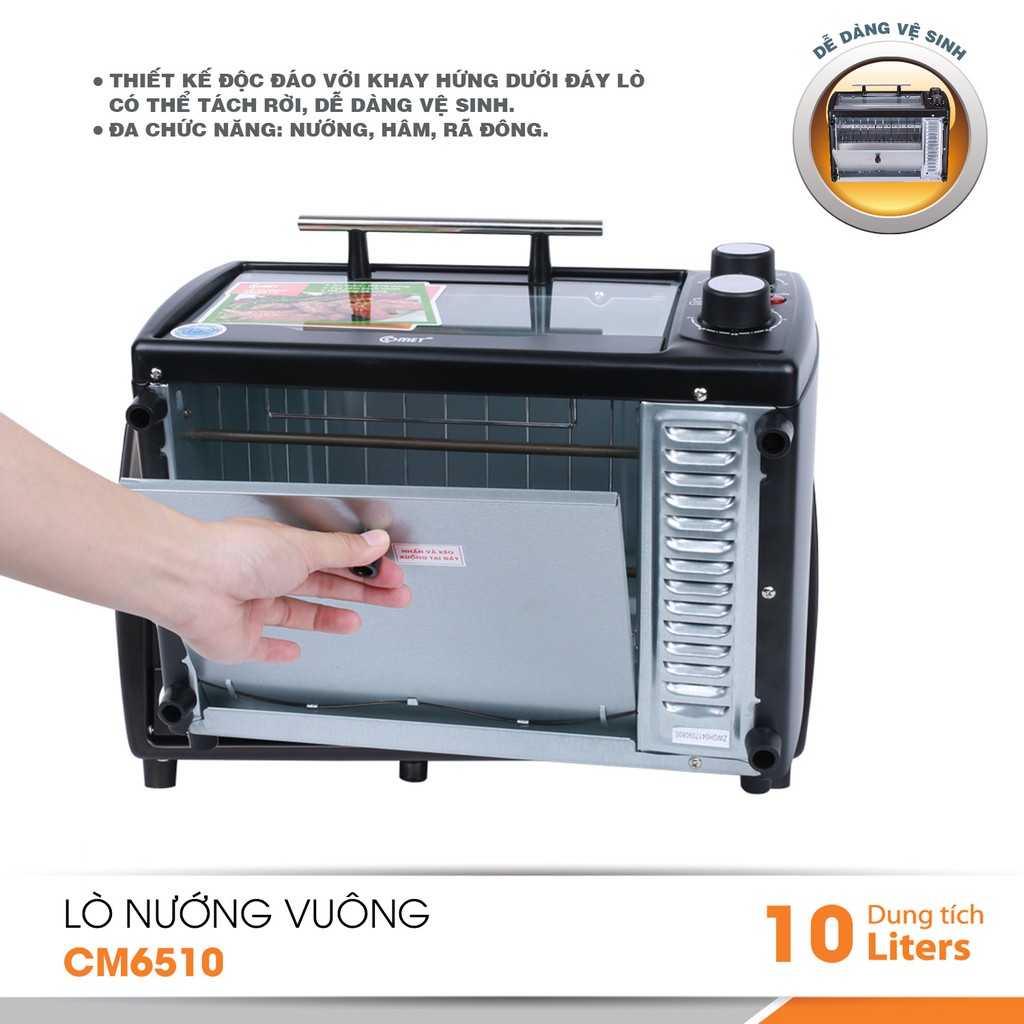 • THIẾT KẾ ĐỘC ĐÁO VỚI KHAY HỨNG DƯỚI ĐÁY LÒ
CÓ THỂ TÁCH RỜI, DỄ DÀNG VỆ SINH.
• ĐA CHỨC NĂNG: NƯỚNG, HÂM, RÃ ĐÔNG.
DỄ DÀNG VỆ SINH
COMET
NHẤN VÀ KÉO
XUỐNG TẠI ĐÂY
ZWGH0417090800
LÒ NƯỚNG VUÔNG
CM6510
10 Dung tích
Liters